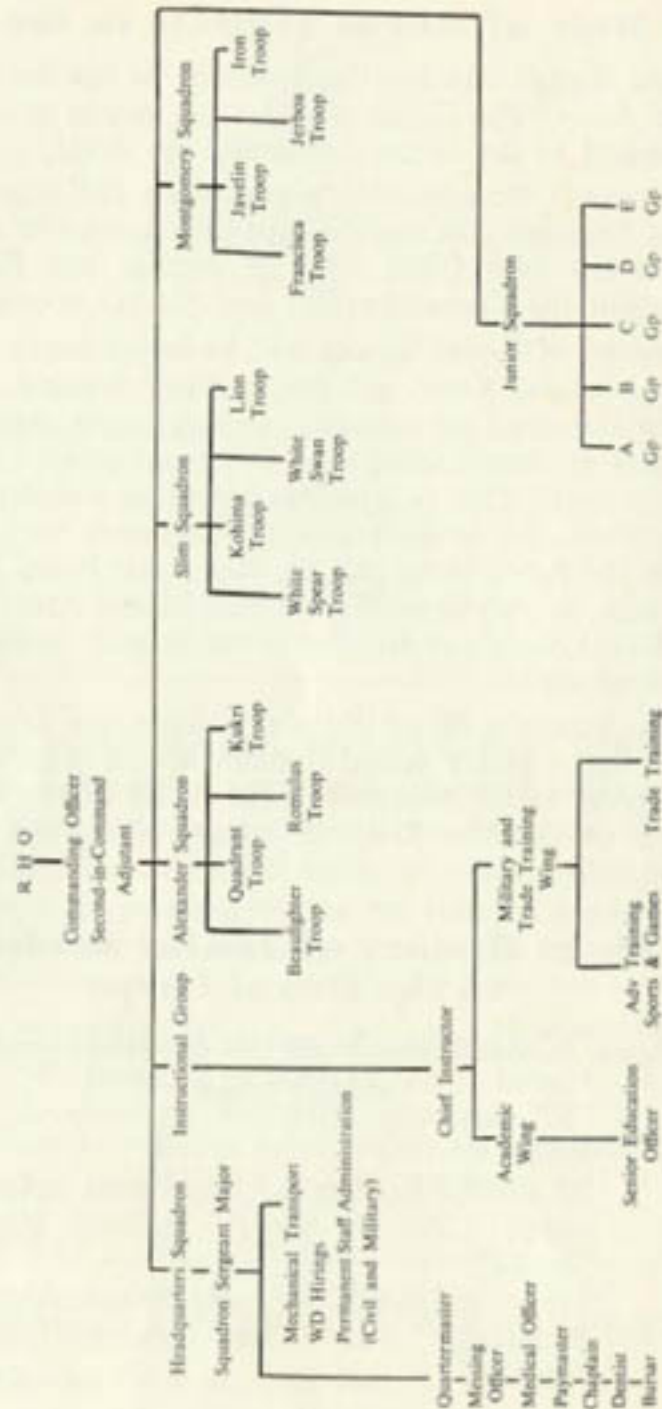 R H Q
Commanding Officer
Second-in-Command
Adjutant
Headquarters Squadron
Squadron Sergeant Major
Mechanical Transport
WD Hirings
Permanent Staff Administration
(Civil and Military)
Quartermaster
Messing
Officer
Medical Officer
Paymaster
Chaplain
Dentist
Bursar
Instructional Group
Chief Instructor
Academic
Wing
Senior Education
Officer
Military and
Trade Training
Wing
Adv Training
Sports & Games
Trade Training
Alexander Squadron
Beaufighter
Troop
Quadrant
Troop
Romulus
Troop
Kukri
Troop
Slim Squadron
White
Spear
Troop
Kohima
Troop
White
Swan
Troop
Lion
Troop
Montgomery Squadron
Francisca
Troop
Javelin
Troop
Jerboa
Troop
Iron
Troop
Junior Squadron
A
Gp
B
Gp
C
Gp
D
Gp
E
Gp